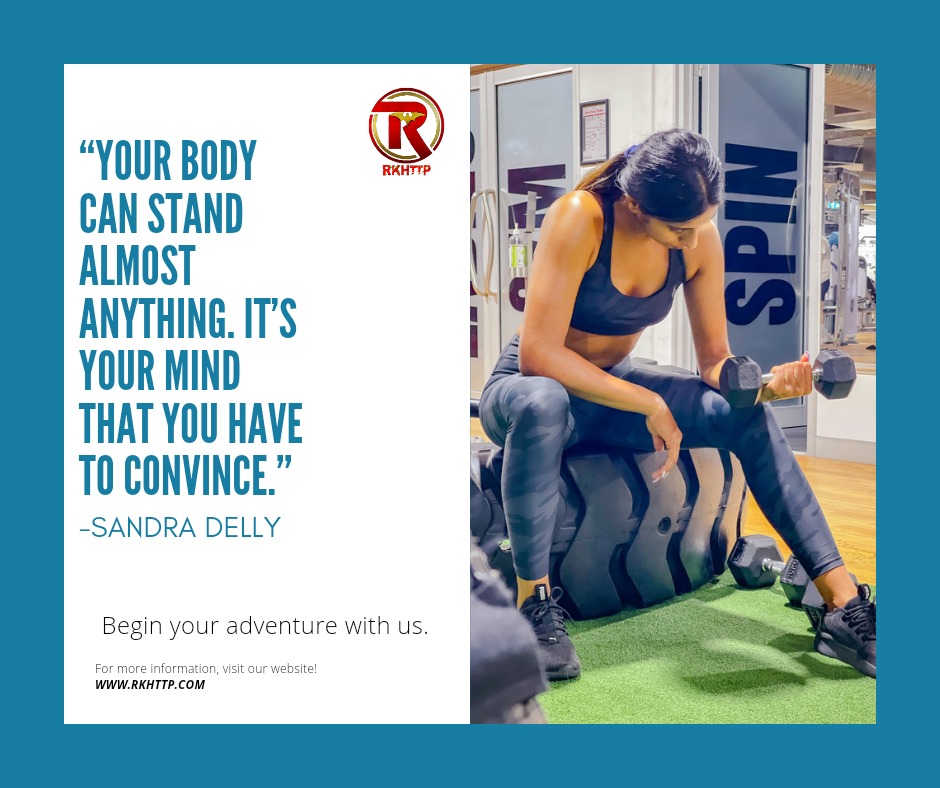 “YOUR BODY
CAN STAND
ALMOST
ANYTHING. IT’S
YOUR MIND
THAT YOU HAVE
TO CONVINCE.”
–SANDRA DELLY
Begin your adventure with us.
For more information, visit our website!
WWW.RKHTTP.COM
R
RKHTTP
SPIN